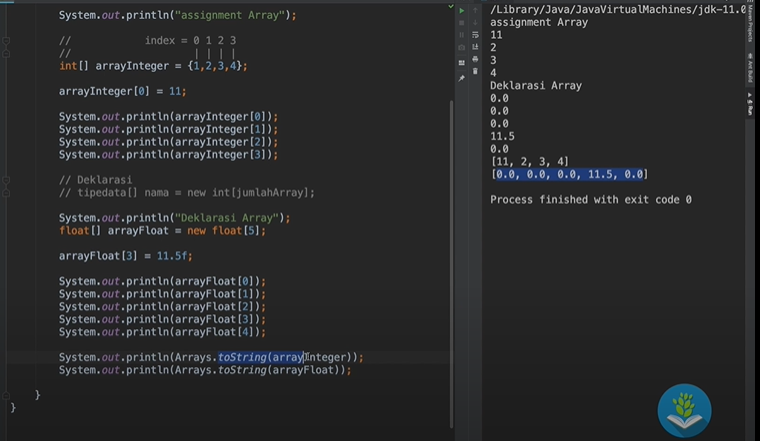 System.out.println("assignment Array");
//            index = 0 1 2 3
//                    | | | |
int[] arrayInteger = {1,2,3,4};
arrayInteger[0] = 11;
System.out.println(arrayInteger[0]);
System.out.println(arrayInteger[1]);
System.out.println(arrayInteger[2]);
System.out.println(arrayInteger[3]);
// Deklarasi
// tipedata[] nama = new int[jumlahArray];
System.out.println("Deklarasi Array");
float[] arrayFloat = new float[5];
arrayFloat[3] = 11.5f;
System.out.println(arrayFloat[0]);
System.out.println(arrayFloat[1]);
System.out.println(arrayFloat[2]);
System.out.println(arrayFloat[3]);
System.out.println(arrayFloat[4]);
System.out.println(Arrays.toString(arrayInteger));
System.out.println(Arrays.toString(arrayFloat));
}
}
/Library/Java/JavaVirtualMachines/jdk-11.0
assignment Array
11
2
3
4
Deklarasi Array
0.0
0.0
0.0
11.5
0.0
[11, 2, 3, 4]
[0.0, 0.0, 0.0, 11.5, 0.0]
Process finished with exit code 0
Maven Projects
Ant Build
4: Run